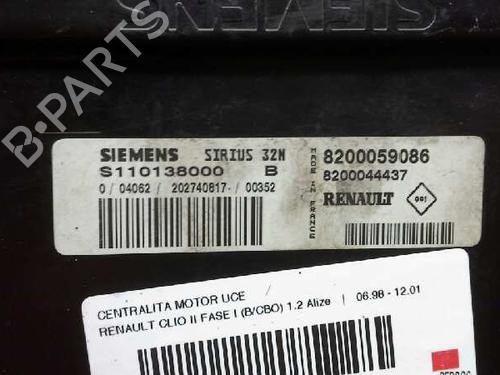 SIEMENS
B-PARTS
SIEMENS SIRIUS 32N
S110138000 B
0 / 04062 / 202740817 / 00352
MADE IN FRANCE
8200059086
8200044437
RENAULT
CENTRALITA MOTOR UCE
RENAULT CLIO II FASE I (B/CBO) 1.2 Alize | 06.98 - 12.01